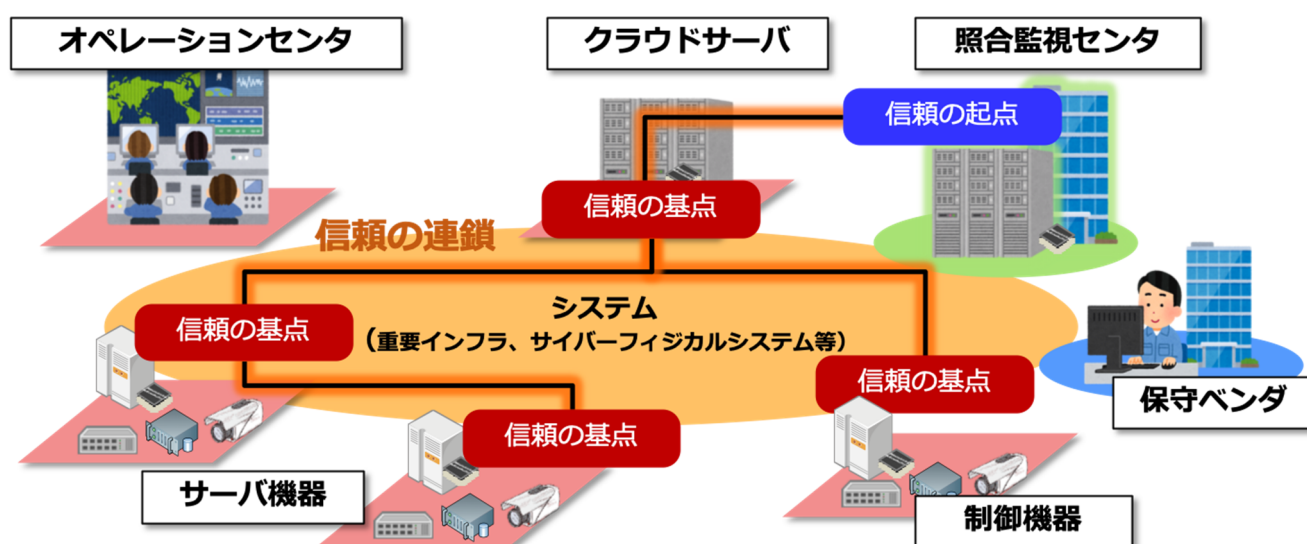 オペレーションセンタ
クラウドサーバ
照合監視センタ
信頼の起点
信頼の基点
信頼の連鎖
システム
(重要インフラ、サイバーフィジカルシステム等)
信頼の基点
信頼の基点
保守ベンダ
信頼の基点
サーバ機器
制御機器